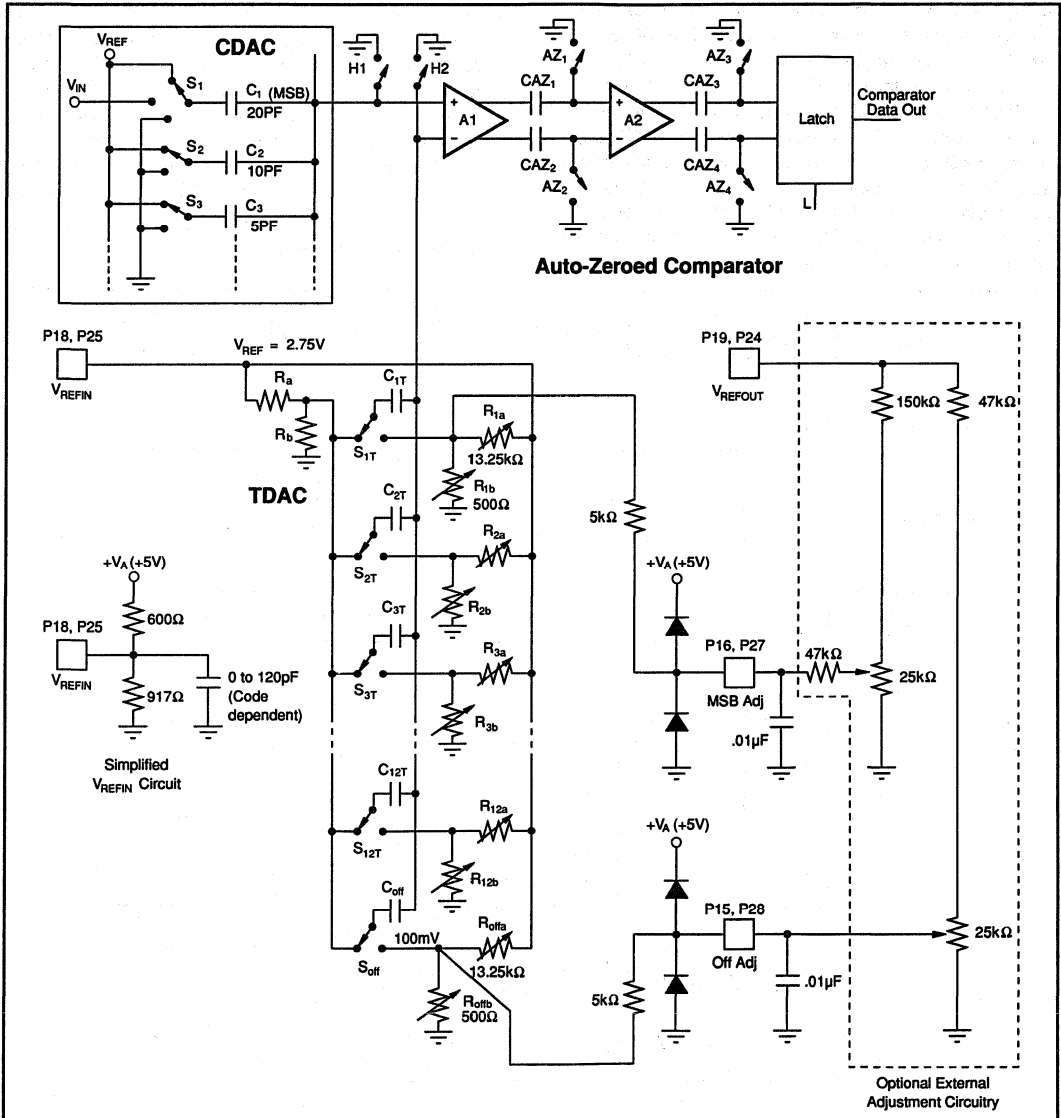 CDAC
VREF
VIN
S1
C1 (MSB)
20PF
S2
C2
10PF
S3
C3
5PF
H1
H2
A1
+
−
CAZ1
CAZ2
AZ1
AZ2
A2
+
−
CAZ3
CAZ4
AZ3
AZ4
Latch
L
Comparator
Data Out
Auto-Zeroed Comparator
P18, P25
VREFIN
VREF = 2.75V
Ra
Rb
TDAC
C1T
S1T
R1a
13.25kΩ
R1b
500Ω
C2T
S2T
R2a
R2b
C3T
S3T
R3a
R3b
C12T
S12T
R12a
R12b
Coff
Soff
100mV
Roffa
13.25kΩ
Roffb
500Ω
+VA (+5V)
600Ω
P18, P25
VREFIN
917Ω
0 to 120pF
(Code
dependent)
Simplified
VREFIN Circuit
5kΩ
+VA (+5V)
P16, P27
MSB Adj
.01µF
47kΩ
25kΩ
P19, P24
VREFOUT
150kΩ
47kΩ
5kΩ
+VA (+5V)
P15, P28
Off Adj
.01µF
25kΩ
Optional External
Adjustment Circuitry